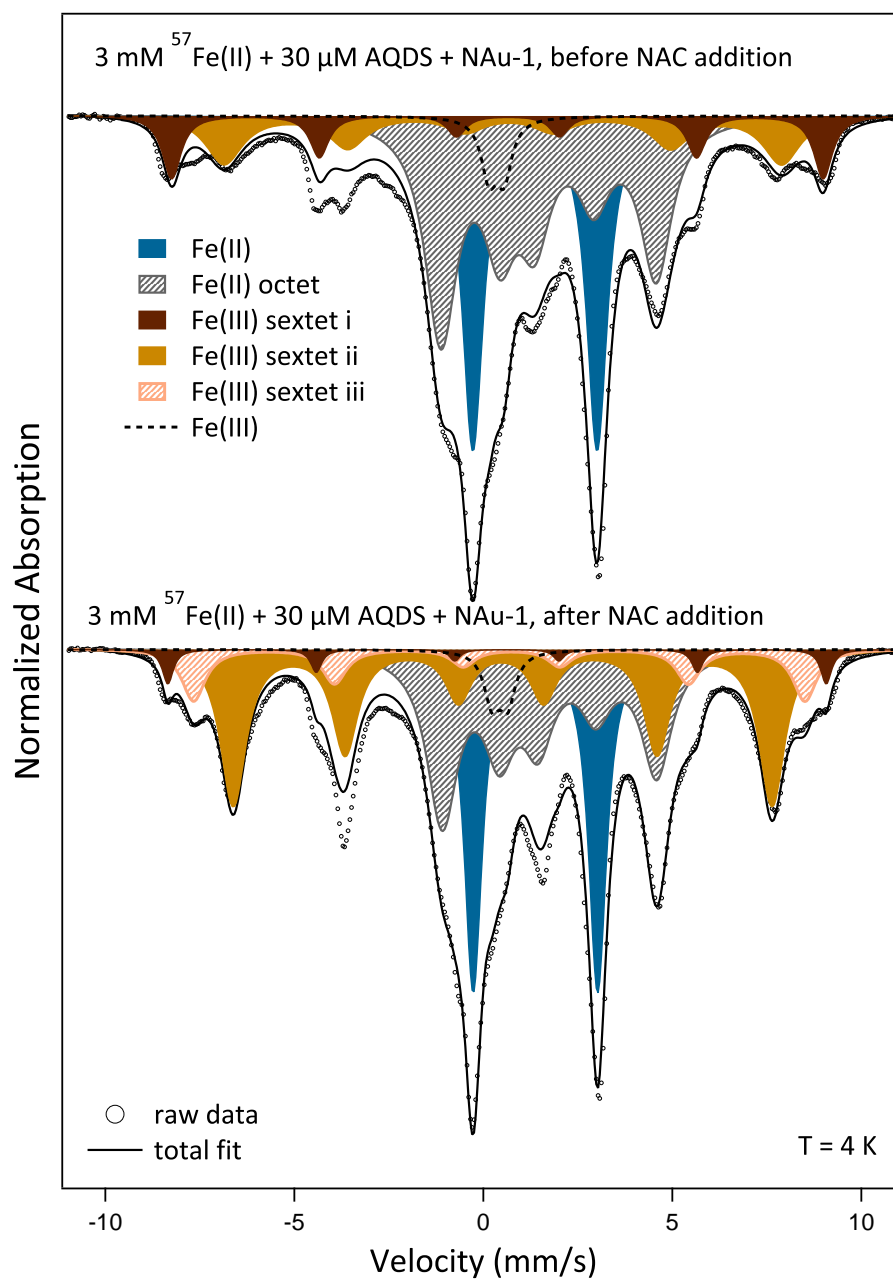 3 mM ⁵⁷Fe(II) + 30 µM AQDS + NAu-1, before NAC addition
Fe(II)
Fe(II) octet
Fe(III) sextet i
Fe(III) sextet ii
Fe(III) sextet iii
Fe(III)
Normalized Absorption
3 mM ⁵⁷Fe(II) + 30 µM AQDS + NAu-1, after NAC addition
raw data
total fit
T = 4 K
-10 -5 0 5 10
Velocity (mm/s)